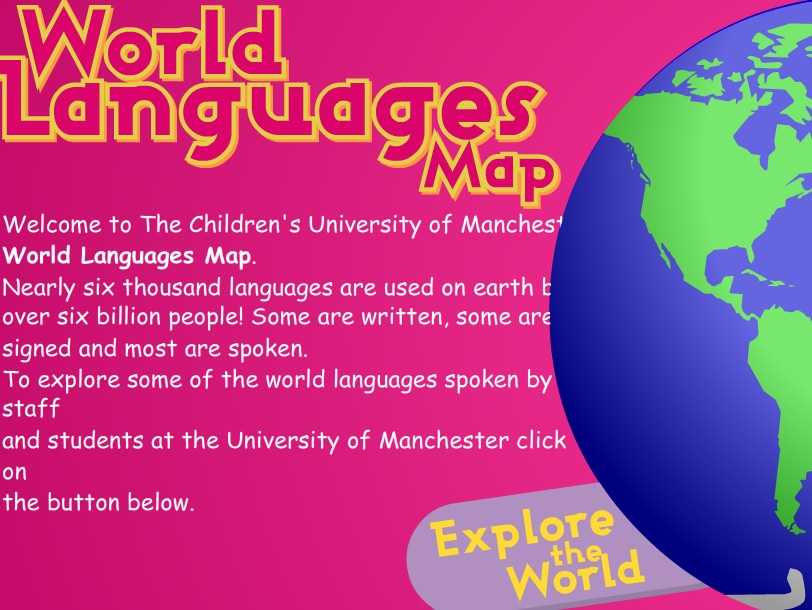 World
Languages
Map
Welcome to The Children's University of Manchest
World Languages Map.
Nearly six thousand languages are used on earth b
over six billion people! Some are written, some are
signed and most are spoken.
To explore some of the world languages spoken by
staff
and students at the University of Manchester click
on
the button below.
Explore
the
World